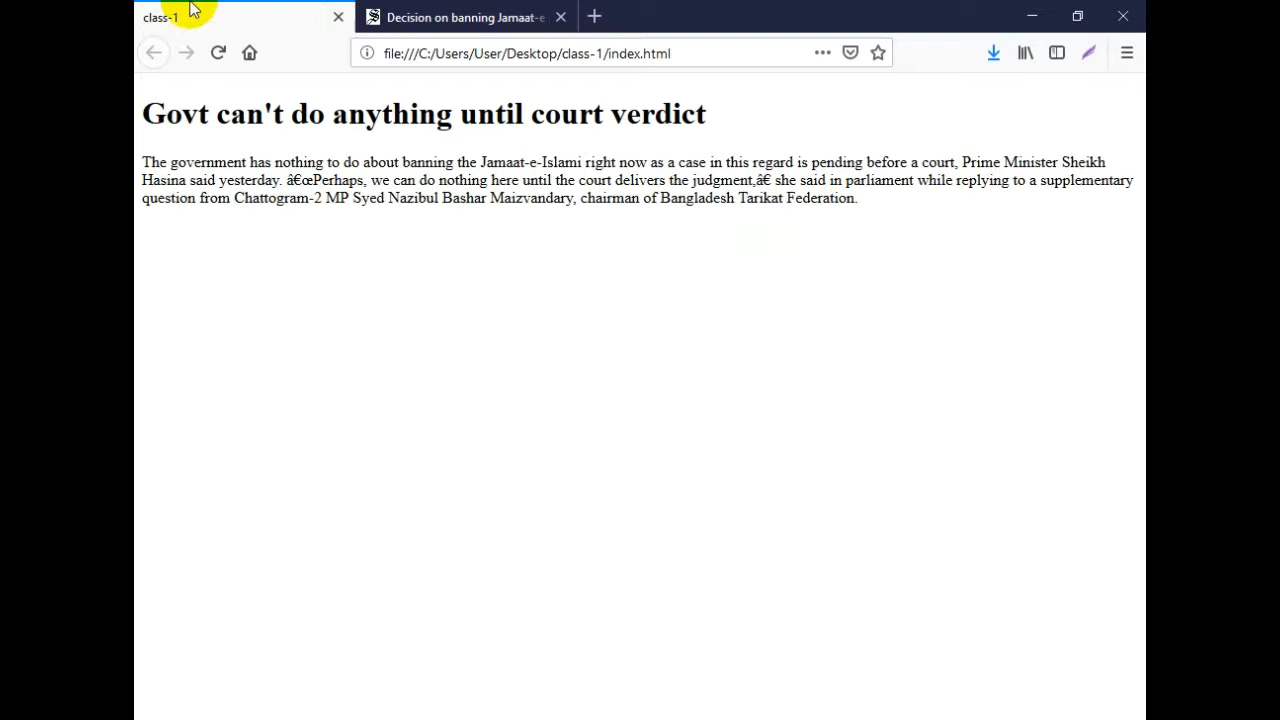 class-1
Decision on banning Jamaat-e
file:///C:/Users/User/Desktop/class-1/index.html
Govt can't do anything until court verdict
The government has nothing to do about banning the Jamaat-e-Islami right now as a case in this regard is pending before a court, Prime Minister Sheikh
Hasina said yesterday. â€œPerhaps, we can do nothing here until the court delivers the judgment,â€ she said in parliament while replying to a supplementary
question from Chattogram-2 MP Syed Nazibul Bashar Maizvandary, chairman of Bangladesh Tarikat Federation.